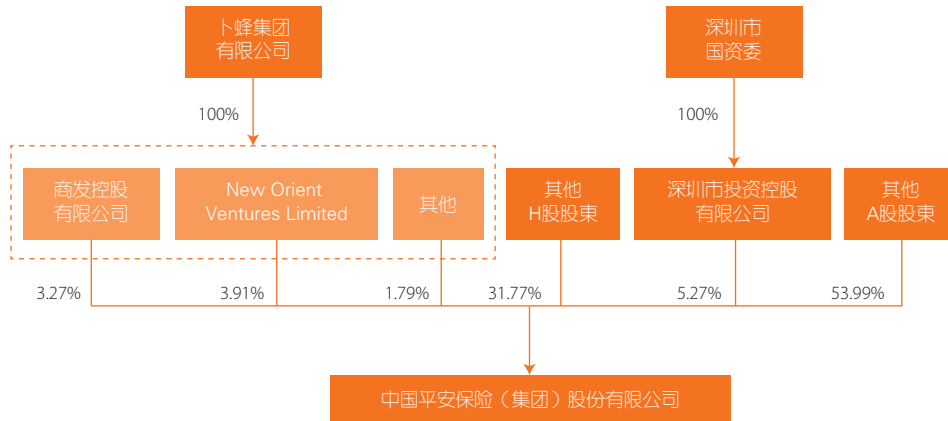 卜蜂集团
有限公司
深圳市
国资委
100%
100%
商发控股
有限公司
New Orient
Ventures Limited
其他
其他
H股股東
深圳市投资控股
有限公司
其他
A股股東
3.27%
3.91%
1.79%
31.77%
5.27%
53.99%
中国平安保险（集团）股份有限公司